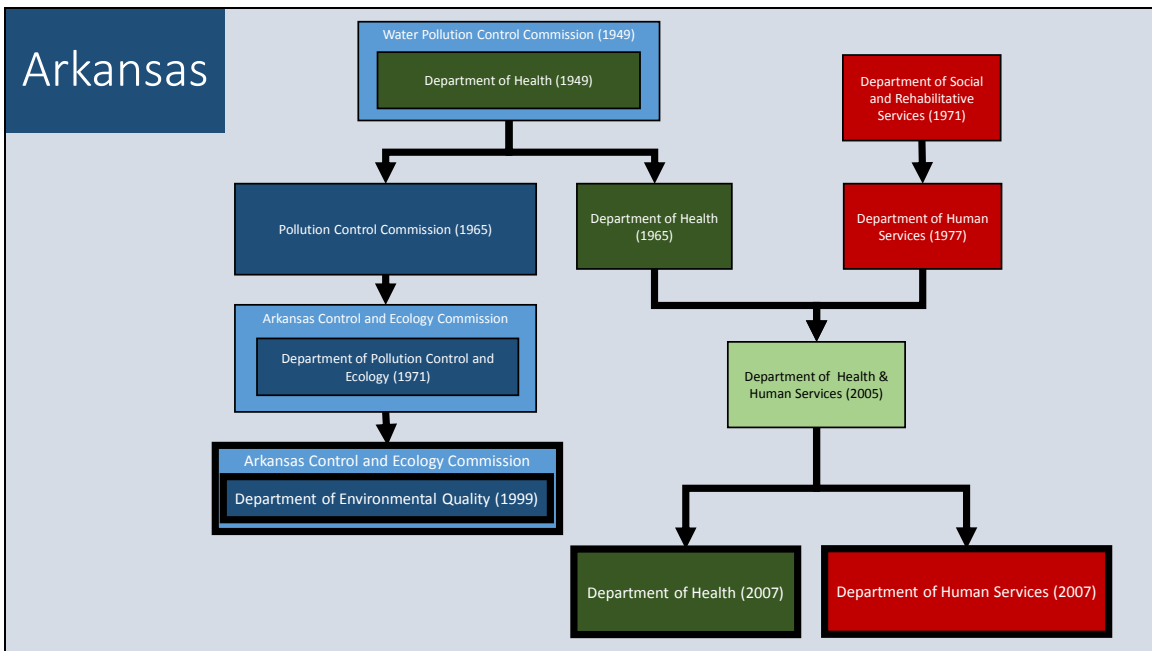 Arkansas
Water Pollution Control Commission (1949)
Department of Health (1949)
Department of Social
and Rehabilitative
Services (1971)
Pollution Control Commission (1965)
Department of Health
(1965)
Department of Human
Services (1977)
Arkansas Control and Ecology Commission
Department of Pollution Control and
Ecology (1971)
Department of Health &
Human Services (2005)
Arkansas Control and Ecology Commission
Department of Environmental Quality (1999)
Department of Health (2007)
Department of Human Services (2007)